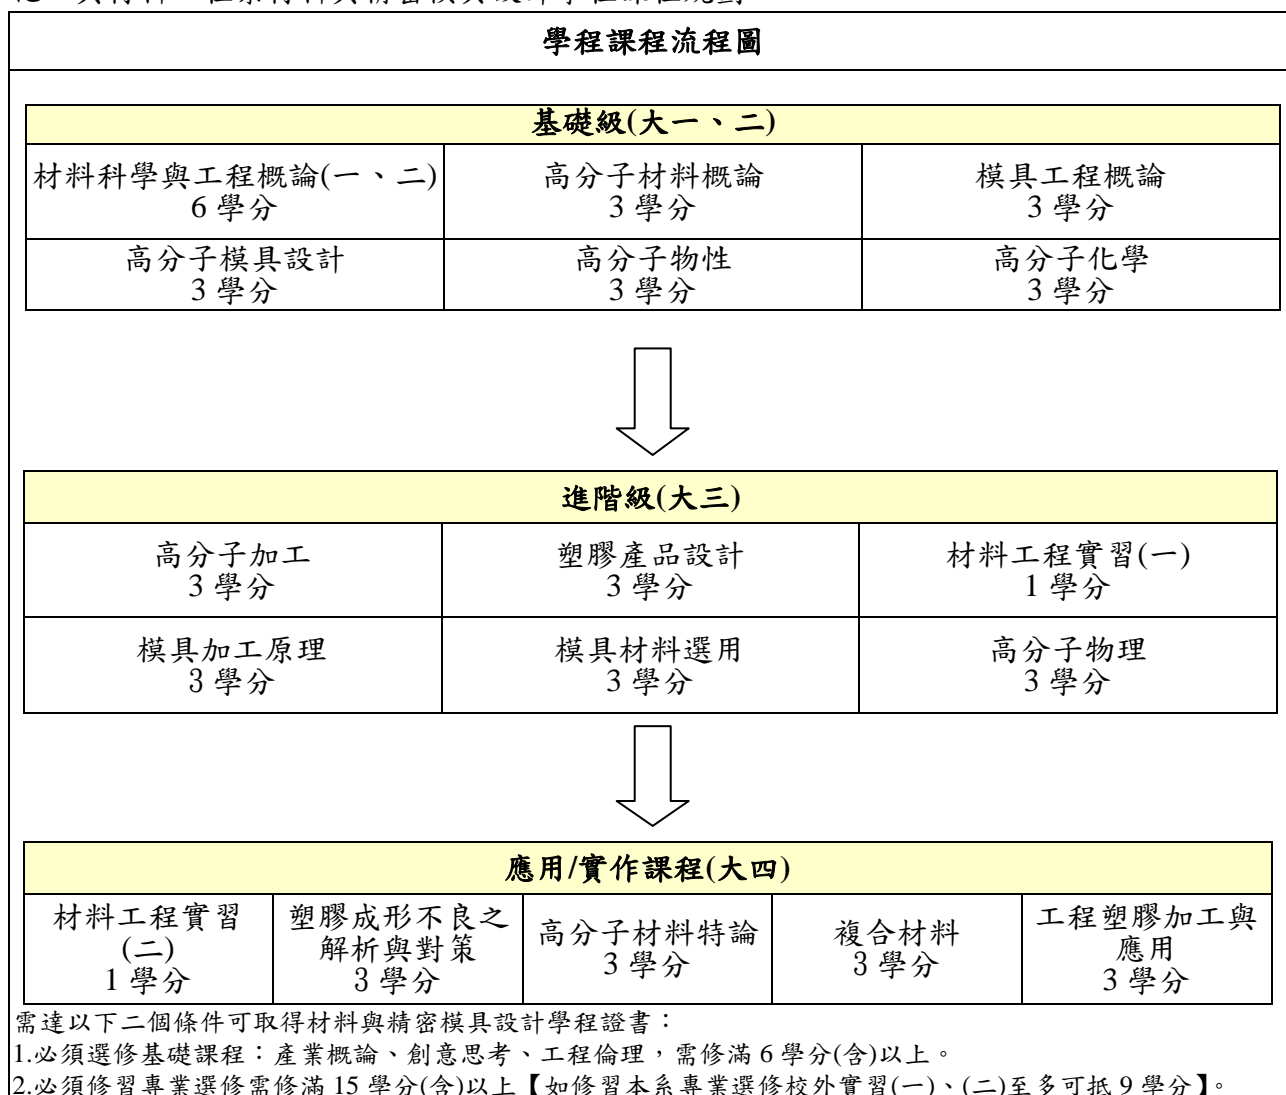 學程課程流程圖
基礎級(大一、二)
材料科學與工程概論(一、二)
6 學分
高分子材料概論
3 學分
模具工程概論
3 學分
高分子模具設計
3 學分
高分子物性
3 學分
高分子化學
3 學分
進階級(大三)
高分子加工
3 學分
塑膠產品設計
3 學分
材料工程實習(一)
1 學分
模具加工原理
3 學分
模具材料選用
3 學分
高分子物理
3 學分
應用/實作課程(大四)
材料工程實習
(二)
1 學分
塑膠成形不良之
解析與對策
3 學分
高分子材料特論
3 學分
複合材料
3 學分
工程塑膠加工與
應用
3 學分
需達以下二個條件可取得材料與精密模具設計學程證書：
1.必須選修基礎課程：產業概論、創意思考、工程倫理，需修滿 6 學分(含)以上。
2.必須修習專業選修需修滿 15 學分(含)以上【如修習本系專業選修校外實習(一)、(二)至多可抵 9 學分】。